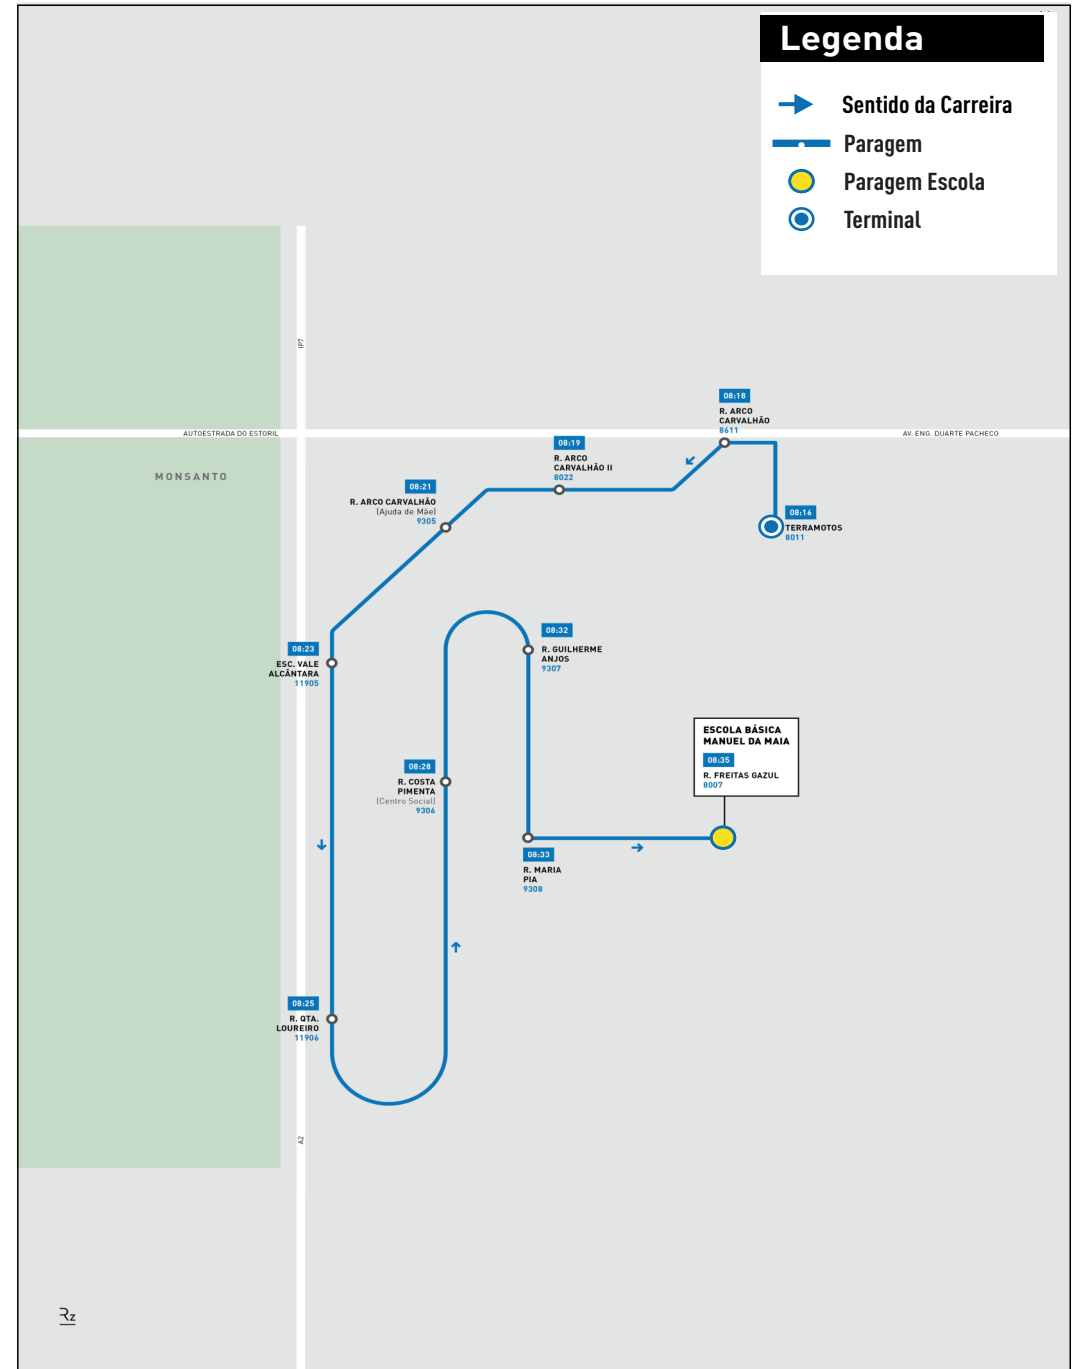 Legenda
Sentido da Carreira
Paragem
Paragem Escola
Terminal
IP7
AUTOESTRADA DO ESTORIL
AV. ENG. DUARTE PACHECO
MONSANTO
08:18
R. ARCO
CARVALHÃO
8611
08:19
R. ARCO
CARVALHÃO II
8022
08:21
R. ARCO CARVALHÃO
(Ajuda de Mãe)
9305
08:16
TERRAMOTOS
8011
08:23
ESC. VALE
ALCÂNTARA
11905
08:32
R. GUILHERME
ANJOS
9307
08:28
R. COSTA
PIMENTA
(Centro Social)
9306
ESCOLA BÁSICA
MANUEL DA MAIA
08:35
R. FREITAS GAZUL
8007
08:33
R. MARIA
PIA
9308
08:25
R. QTA.
LOUREIRO
11906
A2
Rz